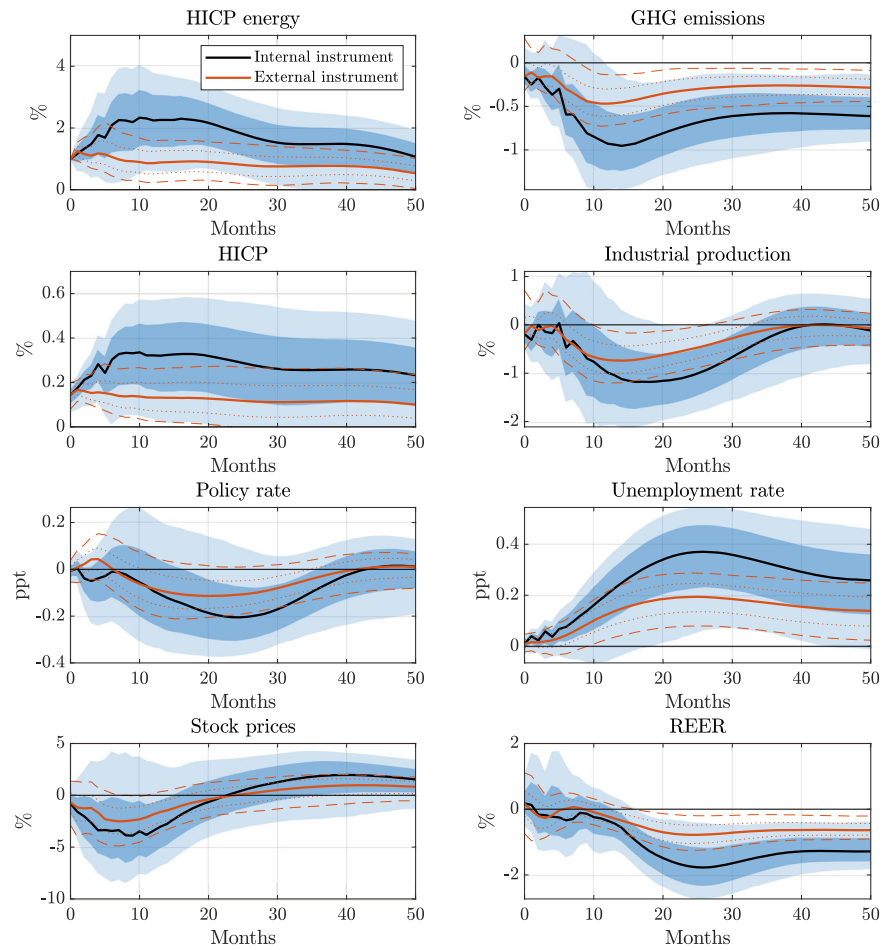 HICP energy
Internal instrument
External instrument
4
2
0
%
0 10 20 30 40 50
Months
GHG emissions
0
-0.5
-1
%
0 10 20 30 40 50
Months
HICP
0.6
0.4
0.2
0
%
0 10 20 30 40 50
Months
Industrial production
1
0
-1
-2
%
0 10 20 30 40 50
Months
Policy rate
0.2
0
-0.2
-0.4
ppt
0 10 20 30 40 50
Months
Unemployment rate
0.4
0.2
0
ppt
0 10 20 30 40 50
Months
Stock prices
5
0
-5
-10
%
0 10 20 30 40 50
Months
REER
2
0
-2
%
0 10 20 30 40 50
Months